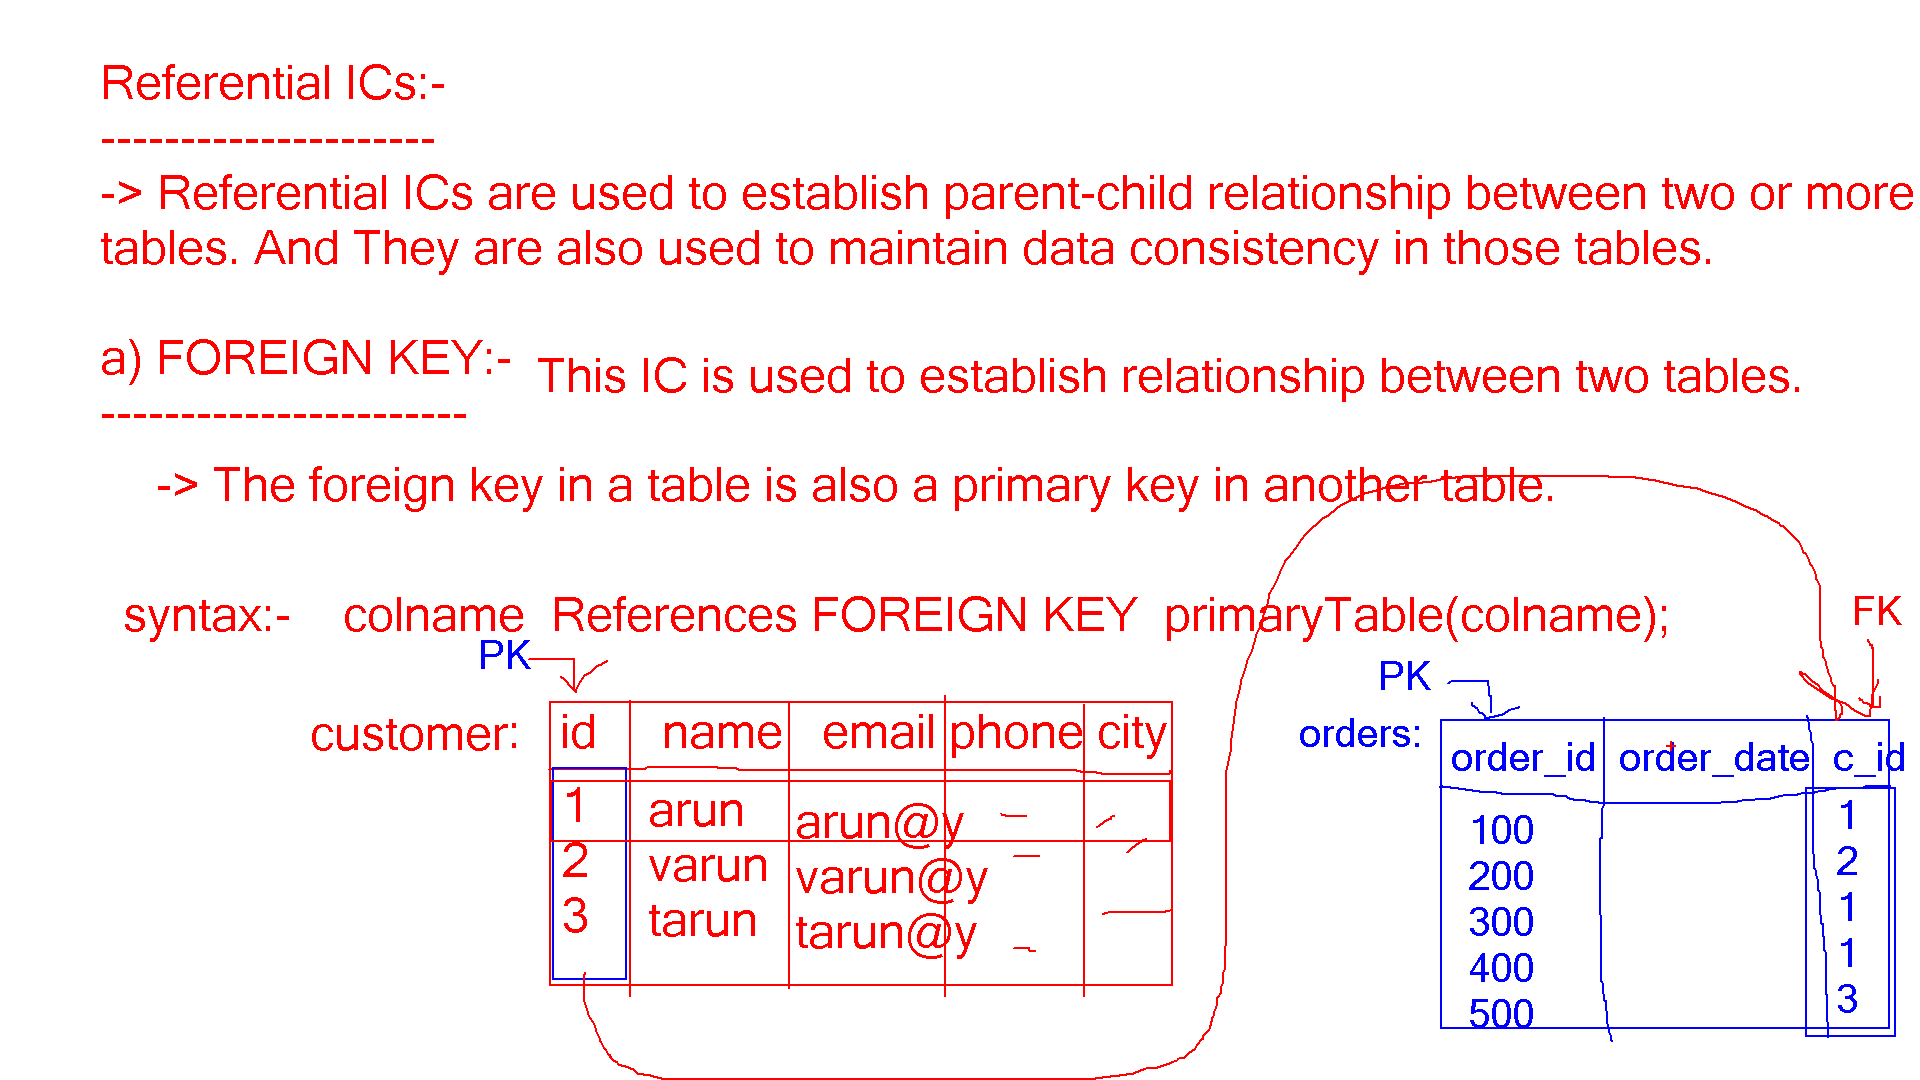 Referential ICs:-
---------------------
-> Referential ICs are used to establish parent-child relationship between two or more
tables. And They are also used to maintain data consistency in those tables.
a) FOREIGN KEY:- This IC is used to establish relationship between two tables.
-----------------------
-> The foreign key in a table is also a primary key in another table.
syntax:- colname References FOREIGN KEY primaryTable(colname);
PK
customer:
id name email phone city
1 arun arun@y
2 varun varun@y
3 tarun tarun@y
FK
PK
orders:
order_id order_date c_id
100 1
200 2
300 1
400 1
500 3